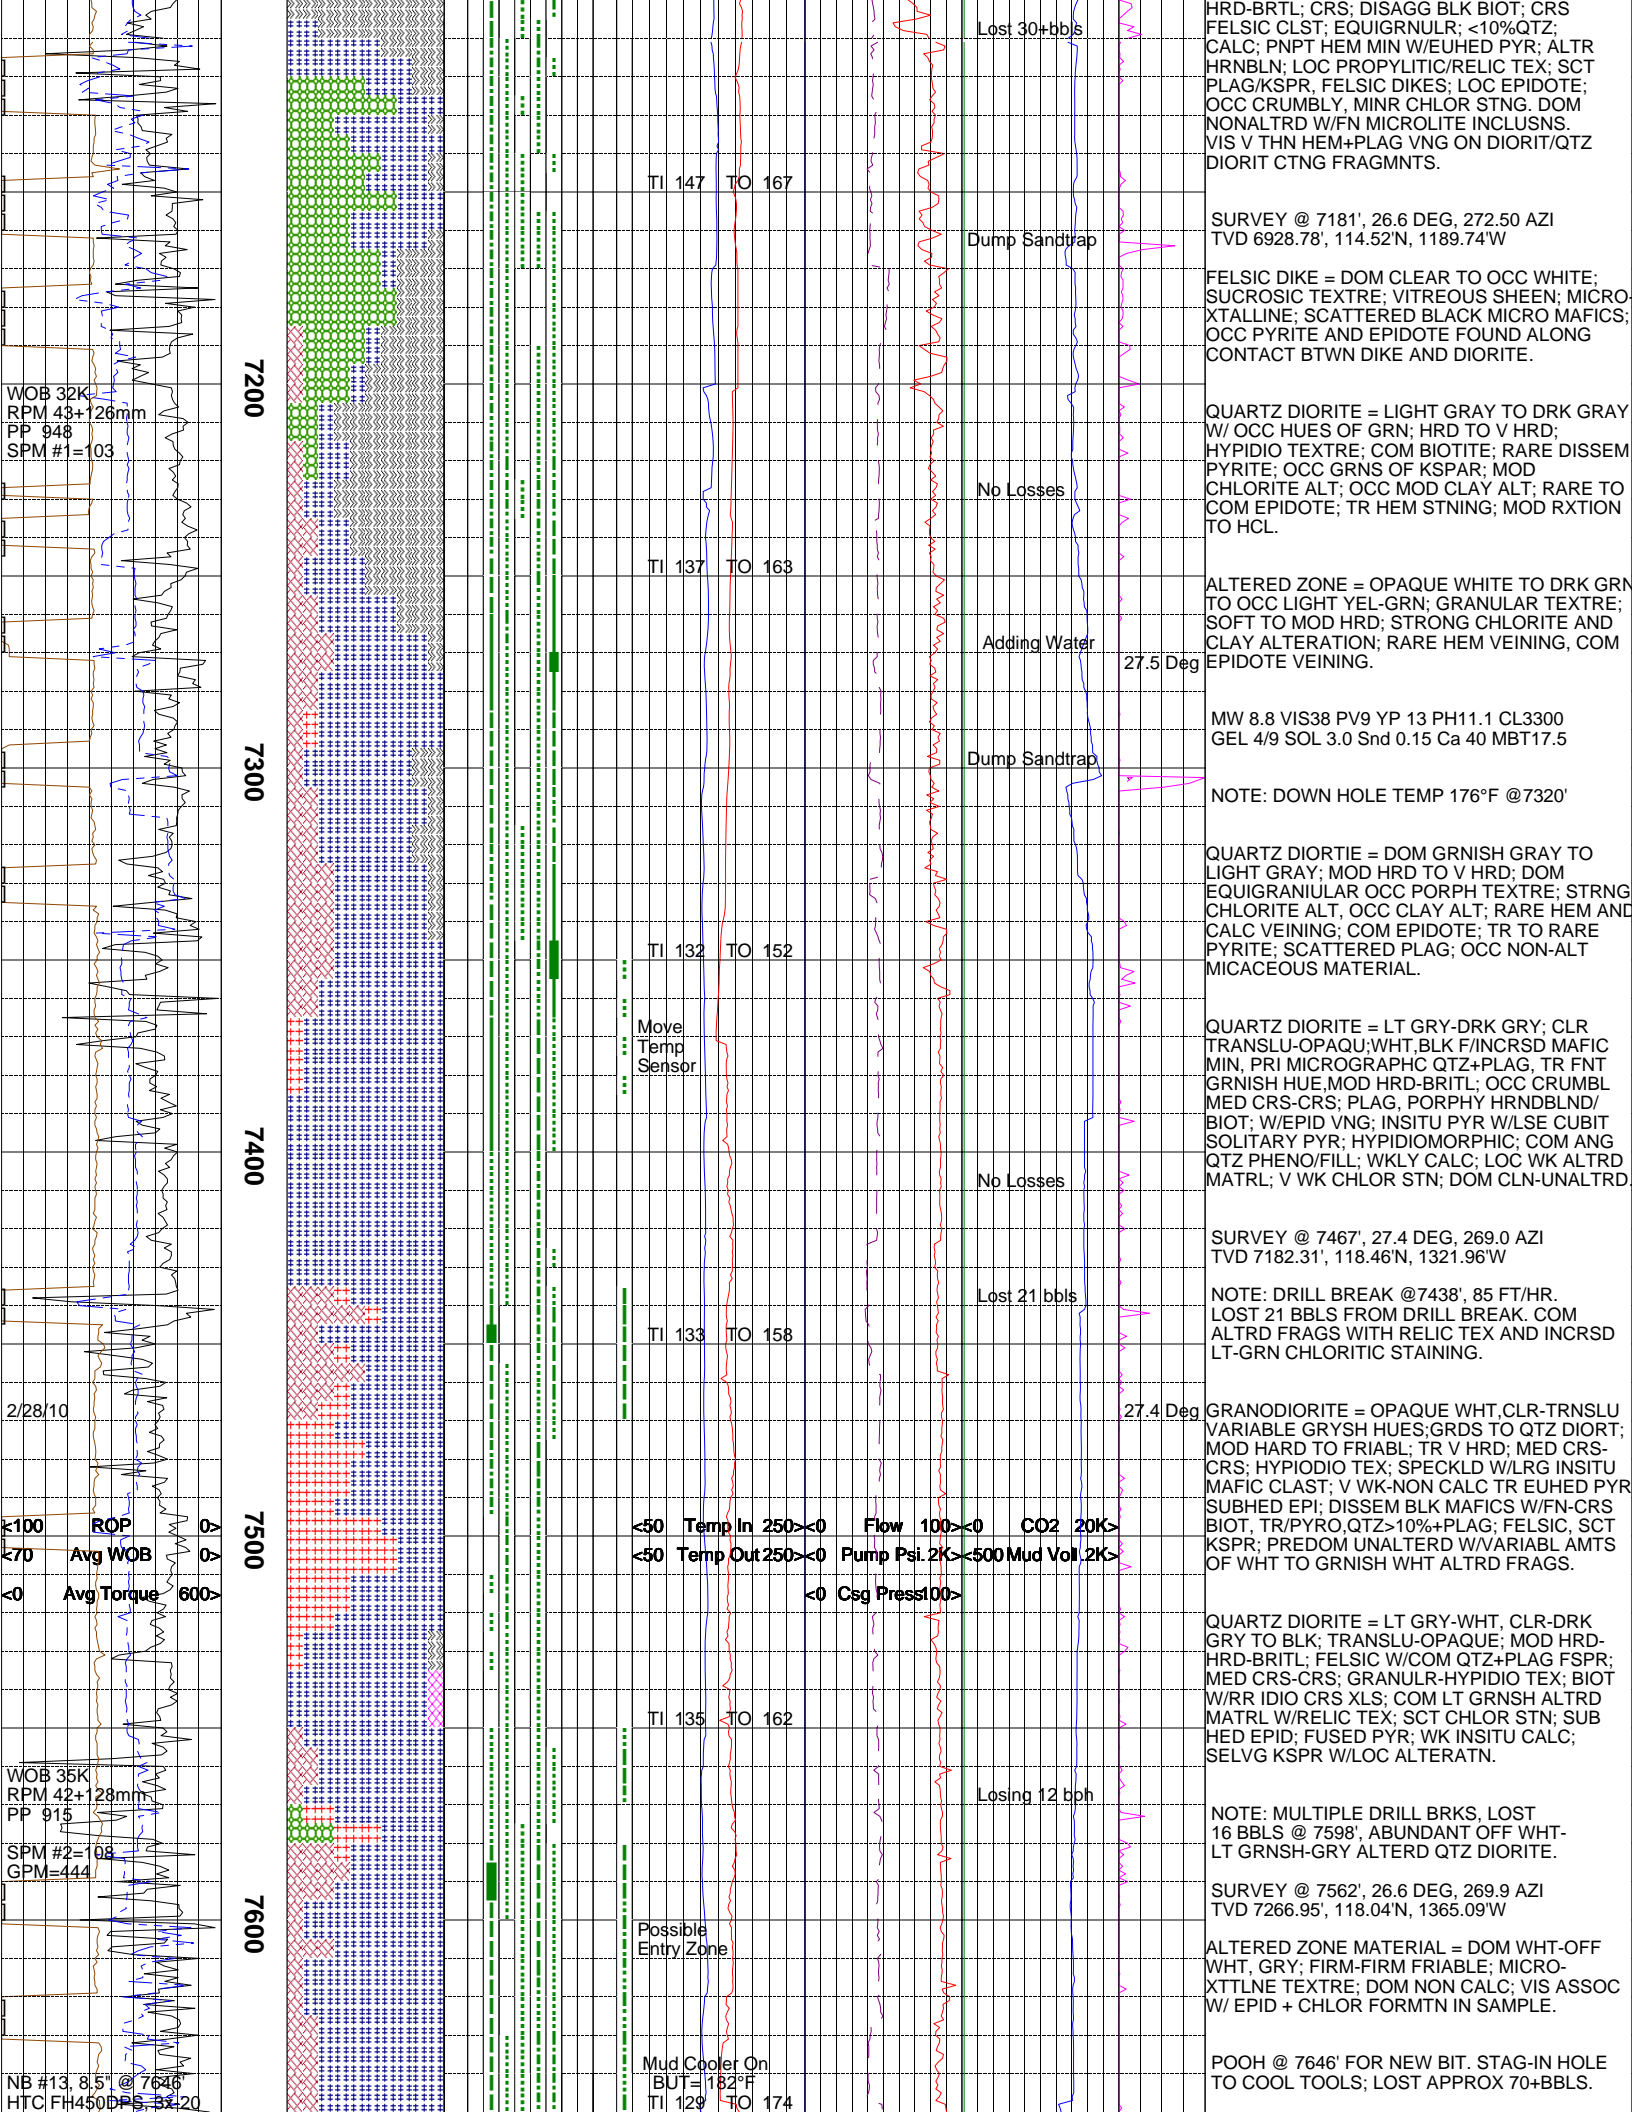 HRD-BRTL; CRS; DISAGG BLK BIOT; CRS
Lost 30+bbls
FELSIC CLST; EQUIGRNULR; <10%QTZ;
CALC; PNPT HEM MIN W/EUHED PYR; ALTR
HRNBLN; LOC PROPYLITIC/RELIC TEX; SCT
PLAG/KSPR, FELSIC DIKES; LOC EPIDOTE;
OCC CRUMBLY, MINR CHLOR STNG. DOM
NONALTRD W/FN MICROLITE INCLUSNS.
VIS V THN HEM+PLAG VNG ON DIORIT/QTZ
DIORIT CTNG FRAGMNTS.
TI 147 TO 167
SURVEY @ 7181', 26.6 DEG, 272.50 AZI
TVD 6928.78', 114.52'N, 1189.74'W
Dump Sandtrap
FELSIC DIKE = DOM CLEAR TO OCC WHITE;
SUCROSIC TEXTRE; VITREOUS SHEEN; MICRO-
XTALLINE; SCATTERED BLACK MICRO MAFICS;
OCC PYRITE AND EPIDOTE FOUND ALONG
CONTACT BTWN DIKE AND DIORITE.
7200
WOB 32K
RPM 43+126mm
PP 948
SPM #1=103
QUARTZ DIORITE = LIGHT GRAY TO DRK GRAY
W/ OCC HUES OF GRN; HRD TO V HRD;
HYPIDIO TEXTRE; COM BIOTITE; RARE DISSEM
PYRITE; OCC GRNS OF KSPAR; MOD
CHLORITE ALT; OCC MOD CLAY ALT; RARE TO
COM EPIDOTE; TR HEM STNING; MOD RXTION
TO HCL.
No Losses
TI 137 TO 163
ALTERED ZONE = OPAQUE WHITE TO DRK GRN
TO OCC LIGHT YEL-GRN; GRANULAR TEXTRE;
SOFT TO MOD HRD; STRONG CHLORITE AND
CLAY ALTERATION; RARE HEM VEINING, COM
EPIDOTE VEINING.
Adding Water
27.5 Deg
MW 8.8 VIS38 PV9 YP 13 PH11.1 CL3300
GEL 4/9 SOL 3.0 Snd 0.15 Ca 40 MBT17.5
7300
Dump Sandtrap
NOTE: DOWN HOLE TEMP 176°F @7320'
QUARTZ DIORTIE = DOM GRNISH GRAY TO
LIGHT GRAY; MOD HRD TO V HRD; DOM
EQUIGRANIULAR OCC PORPH TEXTRE; STRNG
CHLORITE ALT, OCC CLAY ALT; RARE HEM AND
CALC VEINING; COM EPIDOTE; TR TO RARE
PYRITE; SCATTERED PLAG; OCC NON-ALT
MICACEOUS MATERIAL.
TI 132 TO 152
Move
Temp
Sensor
QUARTZ DIORITE = LT GRY-DRK GRY; CLR
TRANSLU-OPAQU;WHT,BLK F/INCRSD MAFIC
MIN, PRI MICROGRAPHC QTZ+PLAG, TR FNT
GRNISH HUE,MOD HRD-BRITL; OCC CRUMBL
MED CRS-CRS; PLAG, PORPHY HRNDBLND/
BIOT; W/EPID VNG; INSITU PYR W/LSE CUBIT
SOLITARY PYR; HYPIDIOMORPHIC; COM ANG
QTZ PHENO/FILL; WKLY CALC; LOC WK ALTRD
MATRL; V WK CHLOR STN; DOM CLN-UNALTRD.
7400
No Losses
SURVEY @ 7467', 27.4 DEG, 269.0 AZI
TVD 7182.31', 118.46'N, 1321.96'W
Lost 21 bbls
NOTE: DRILL BREAK @7438', 85 FT/HR.
LOST 21 BBLS FROM DRILL BREAK. COM
ALTRD FRAGS WITH RELIC TEX AND INCRSD
LT-GRN CHLORITIC STAINING.
TI 133 TO 158
2/28/10
27.4 Deg
GRANODIORITE = OPAQUE WHT,CLR-TRNSLU
VARIABLE GRYSH HUES;GRDS TO QTZ DIORT;
MOD HARD TO FRIABL; TR V HRD; MED CRS-
CRS; HYPIODIO TEX; SPECKLD W/LRG INSITU
MAFIC CLAST; V WK-NON CALC TR EUHED PYR
SUBHED EPI; DISSEM BLK MAFICS W/FN-CRS
BIOT, TR/PYRO,QTZ>10%+PLAG; FELSIC, SCT
KSPR; PREDOM UNALTERD W/VARIABL AMTS
OF WHT TO GRNISH WHT ALTRD FRAGS.
7500
<100 ROP 0> <50 Temp In 250><0 Flow 100><0 CO2 20K>
<70 Avg WOB 0> <50 Temp Out 250><0 Pump Psi. 2K><500 Mud Vol .2K>
<0 Avg Torque 600> <0 Csg Press100>
QUARTZ DIORITE = LT GRY-WHT, CLR-DRK
GRY TO BLK; TRANSLU-OPAQUE; MOD HRD-
HRD-BRITL; FELSIC W/COM QTZ+PLAG FSPR;
MED CRS-CRS; GRANULR-HYPIDIO TEX; BIOT
W/RR IDIO CRS XLS; COM LT GRNSH ALTRD
MATRL W/RELIC TEX; SCT CHLOR STN; SUB
HED EPID; FUSED PYR; WK INSITU CALC;
SELVG KSPR W/LOC ALTERATN.
TI 135 TO 162
WOB 35K
RPM 42+128mm
PP 915
SPM #2=108
GPM=444
Losing 12 bph
NOTE: MULTIPLE DRILL BRKS, LOST
16 BBLS @ 7598', ABUNDANT OFF WHT-
LT GRNSH-GRY ALTERD QTZ DIORITE.
SURVEY @ 7562', 26.6 DEG, 269.9 AZI
TVD 7266.95', 118.04'N, 1365.09'W
7600
Possible
Entry Zone
ALTERED ZONE MATERIAL = DOM WHT-OFF
WHT, GRY; FIRM-FIRM FRIABLE; MICRO-
XTTLNE TEXTRE; DOM NON CALC; VIS ASSOC
W/ EPID + CHLOR FORMTN IN SAMPLE.
Mud Cooler On
BUT= 182°F
TI 129 TO 174
POOH @ 7646' FOR NEW BIT. STAG-IN HOLE
TO COOL TOOLS; LOST APPROX 70+BBLS.
NB #13, 8.5" @ 7646'
HTC FH450DPS, 3x-20